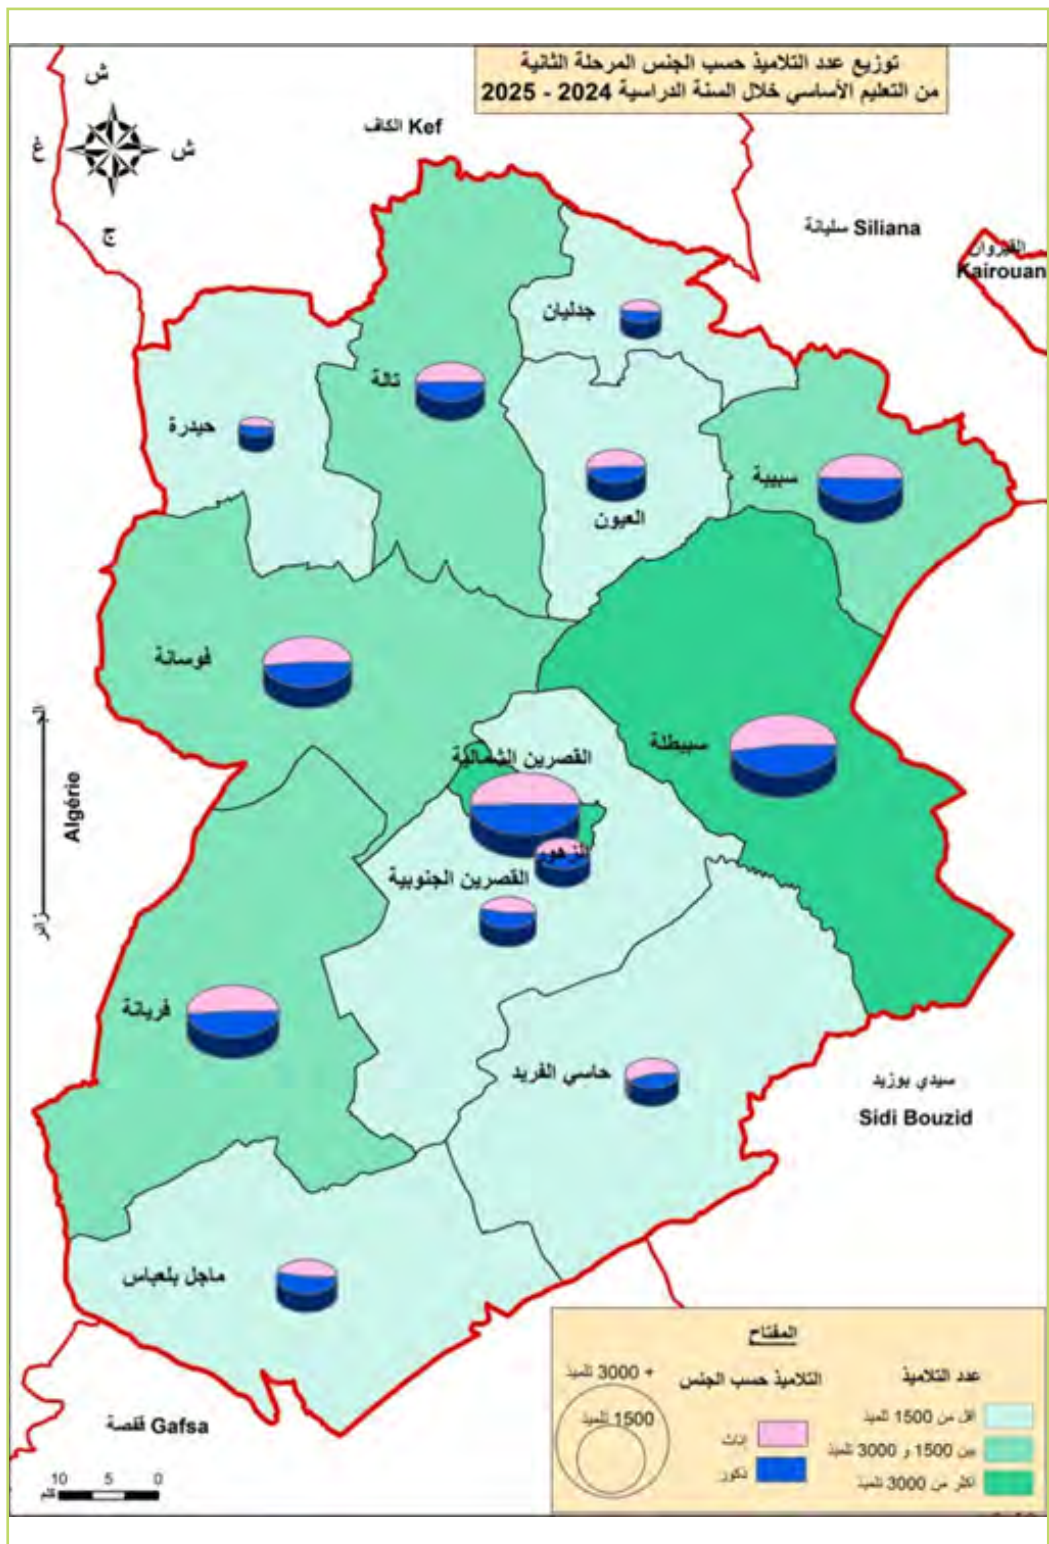 توزيع عدد التلاميذ حسب الجنس المرحلة الثانية
من التعليم الأساسي خلال السنة الدراسية 2024 - 2025
ش
غ
ش
ج
الكاف Kef
سليانة Siliana
القيروان
Kairouan
جدليان
تالة
حيدرة
سبيبة
العيون
فوسانة
سبيطلة
القصرين الشمالية
الزهور
القصرين الجنوبية
الجـــزائر
Algérie
فريانة
حاسي الفريد
سيدي بوزيد
Sidi Bouzid
ماجل بلعباس
قفصة Gafsa
10 5 0
كلم
المفتاح
عدد التلاميذ
أقل من 1500 تلميذ
بين 1500 و 3000 تلميذ
أكثر من 3000 تلميذ
التلاميذ حسب الجنس
إناث
ذكور
+ 3000 تلميذ
1500 تلميذ